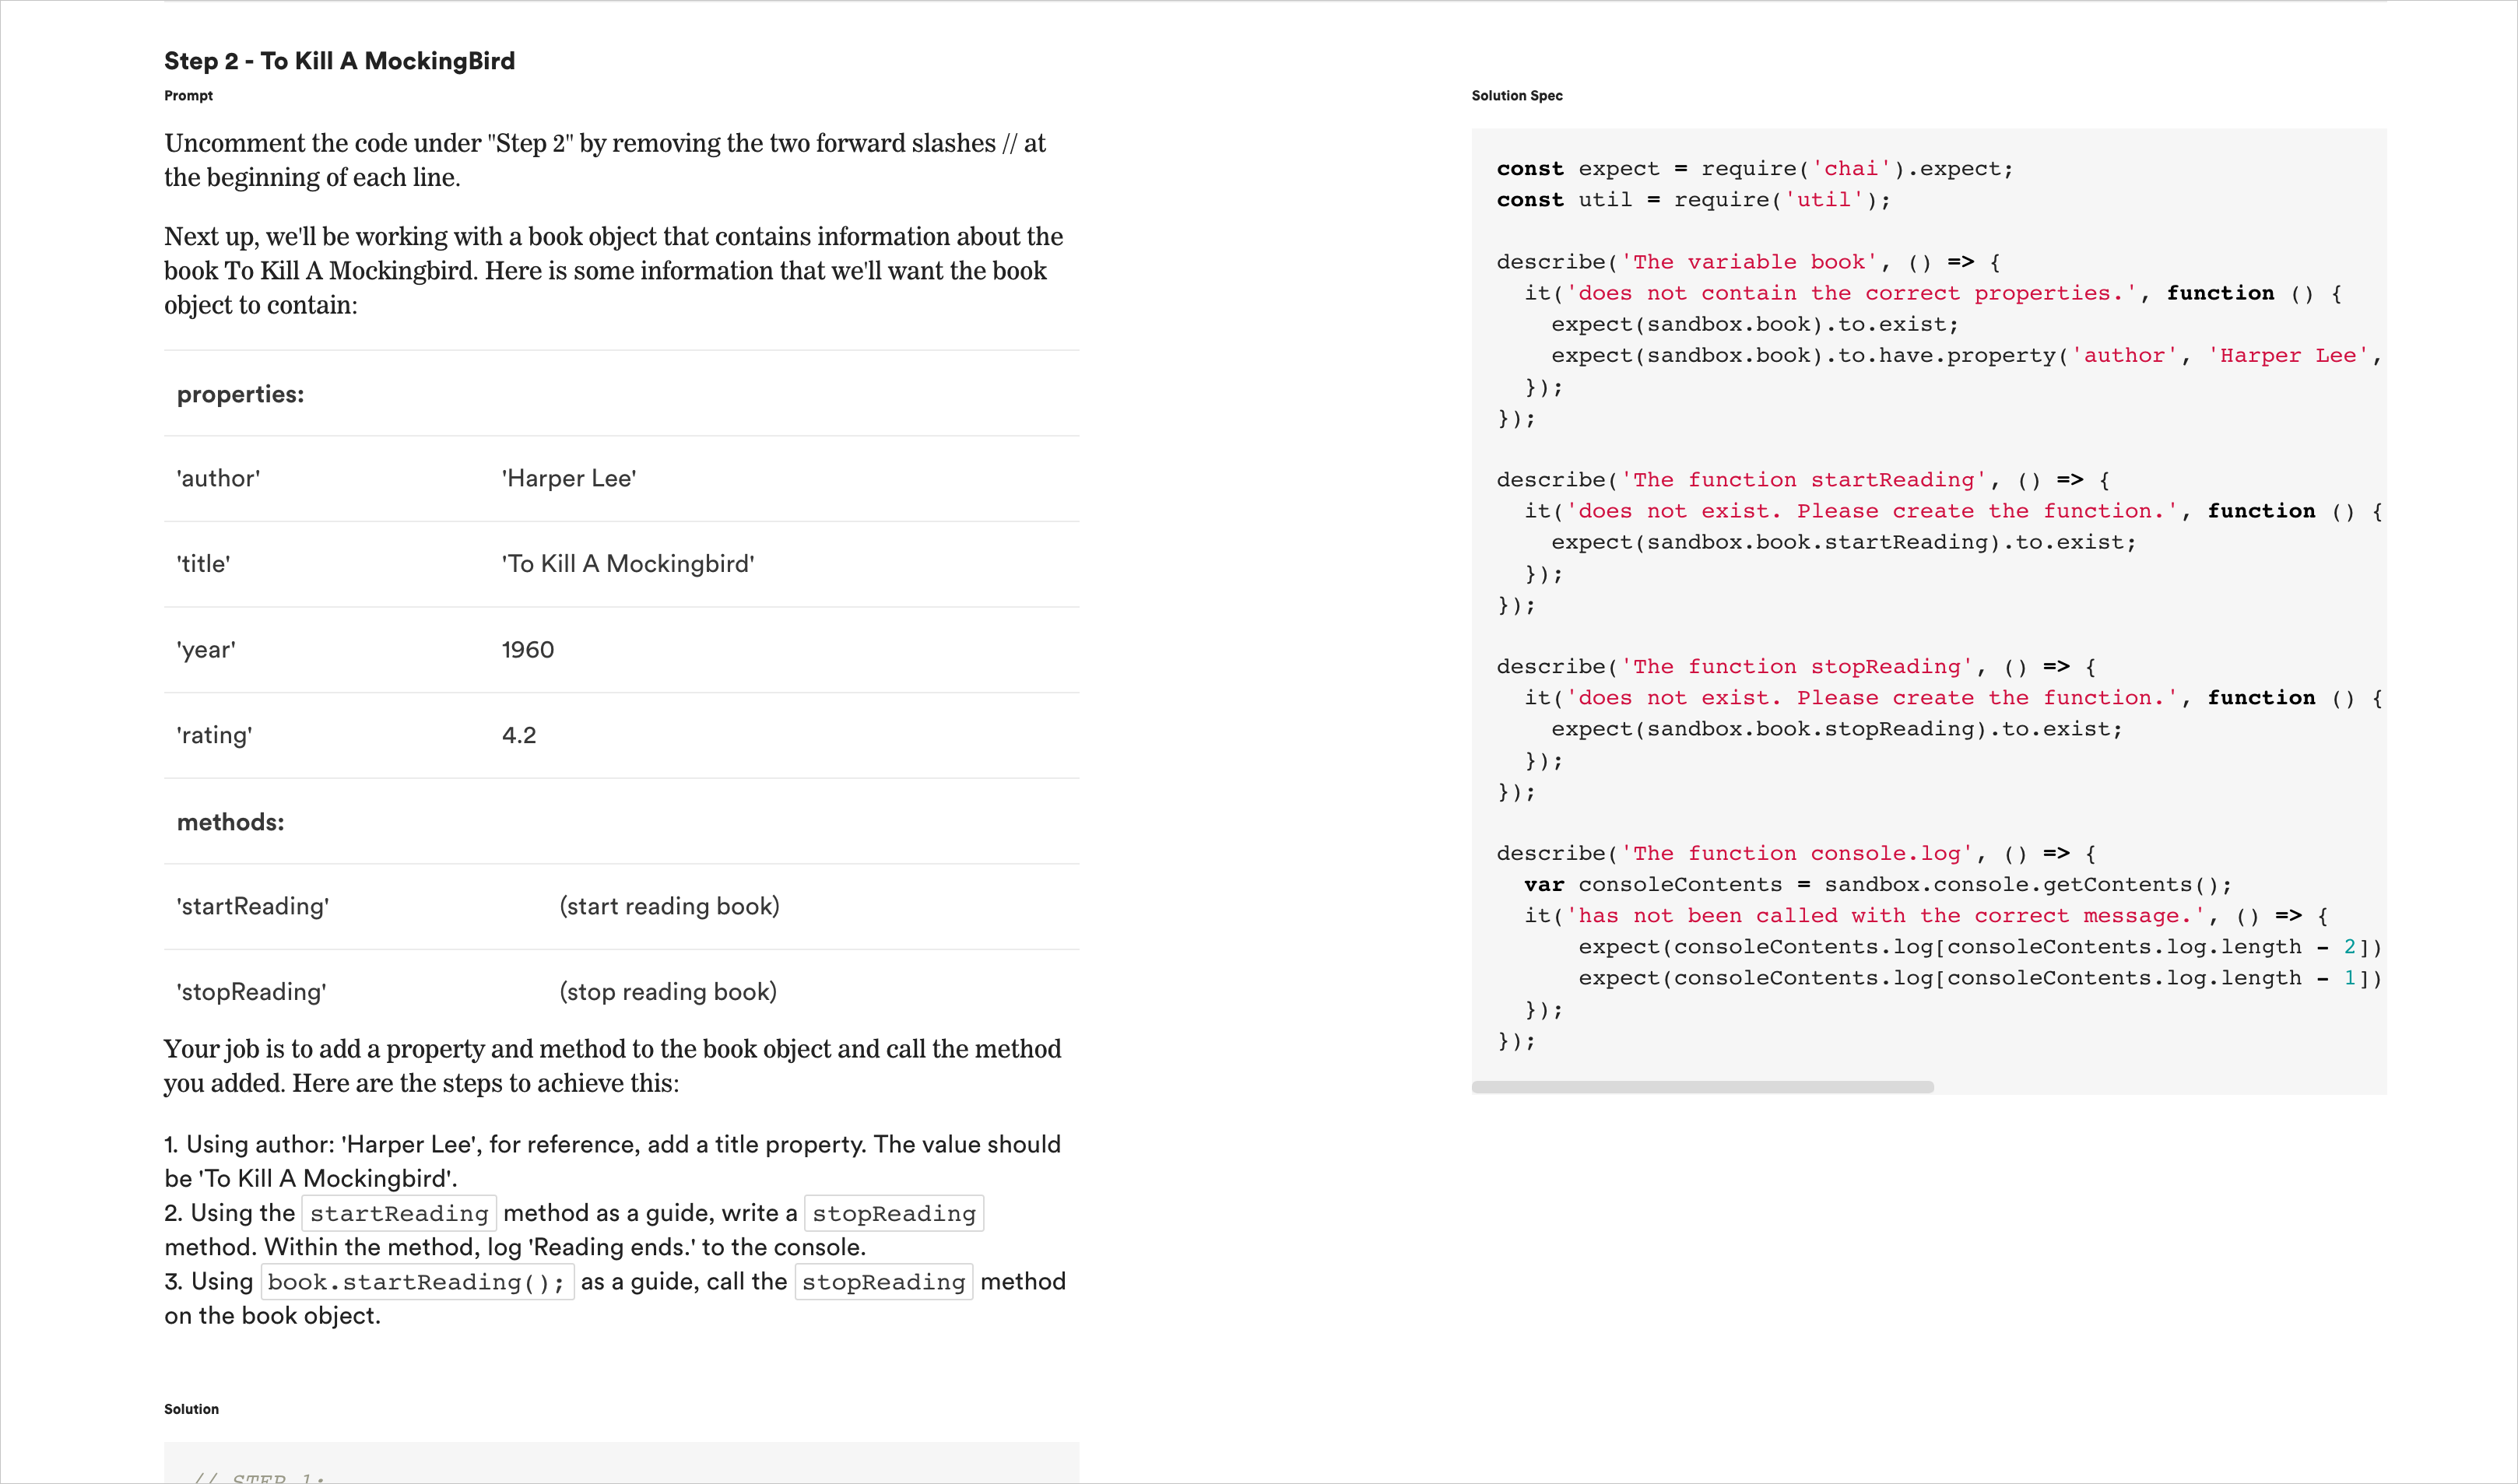 Step 2 - To Kill A MockingBird
Prompt
Uncomment the code under "Step 2" by removing the two forward slashes // at
the beginning of each line.
Next up, we'll be working with a book object that contains information about the
book To Kill A Mockingbird. Here is some information that we'll want the book
object to contain:
properties:
'author' 'Harper Lee'
'title' 'To Kill A Mockingbird'
'year' 1960
'rating' 4.2
methods:
'startReading' (start reading book)
'stopReading' (stop reading book)
Your job is to add a property and method to the book object and call the method
you added. Here are the steps to achieve this:
1. Using author: 'Harper Lee', for reference, add a title property. The value should
be 'To Kill A Mockingbird'.
2. Using the startReading method as a guide, write a stopReading
method. Within the method, log 'Reading ends.' to the console.
3. Using book.startReading(); as a guide, call the stopReading method
on the book object.
Solution
// STEP 1:
Solution Spec
const expect = require('chai').expect;
const util = require('util');
describe('The variable book', () => {
it('does not contain the correct properties.', function () {
expect(sandbox.book).to.exist;
expect(sandbox.book).to.have.property('author', 'Harper Lee',
});
});
describe('The function startReading', () => {
it('does not exist. Please create the function.', function () {
expect(sandbox.book.startReading).to.exist;
});
});
describe('The function stopReading', () => {
it('does not exist. Please create the function.', function () {
expect(sandbox.book.stopReading).to.exist;
});
});
describe('The function console.log', () => {
var consoleContents = sandbox.console.getContents();
it('has not been called with the correct message.', () => {
expect(consoleContents.log[consoleContents.log.length - 2])
expect(consoleContents.log[consoleContents.log.length - 1])
});
});